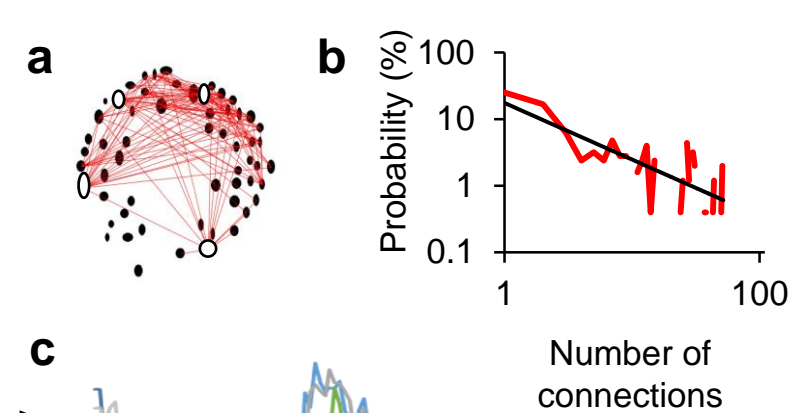 a
b
Probability (%)
100
10
1
0.1
1
100
Number of
connections
c